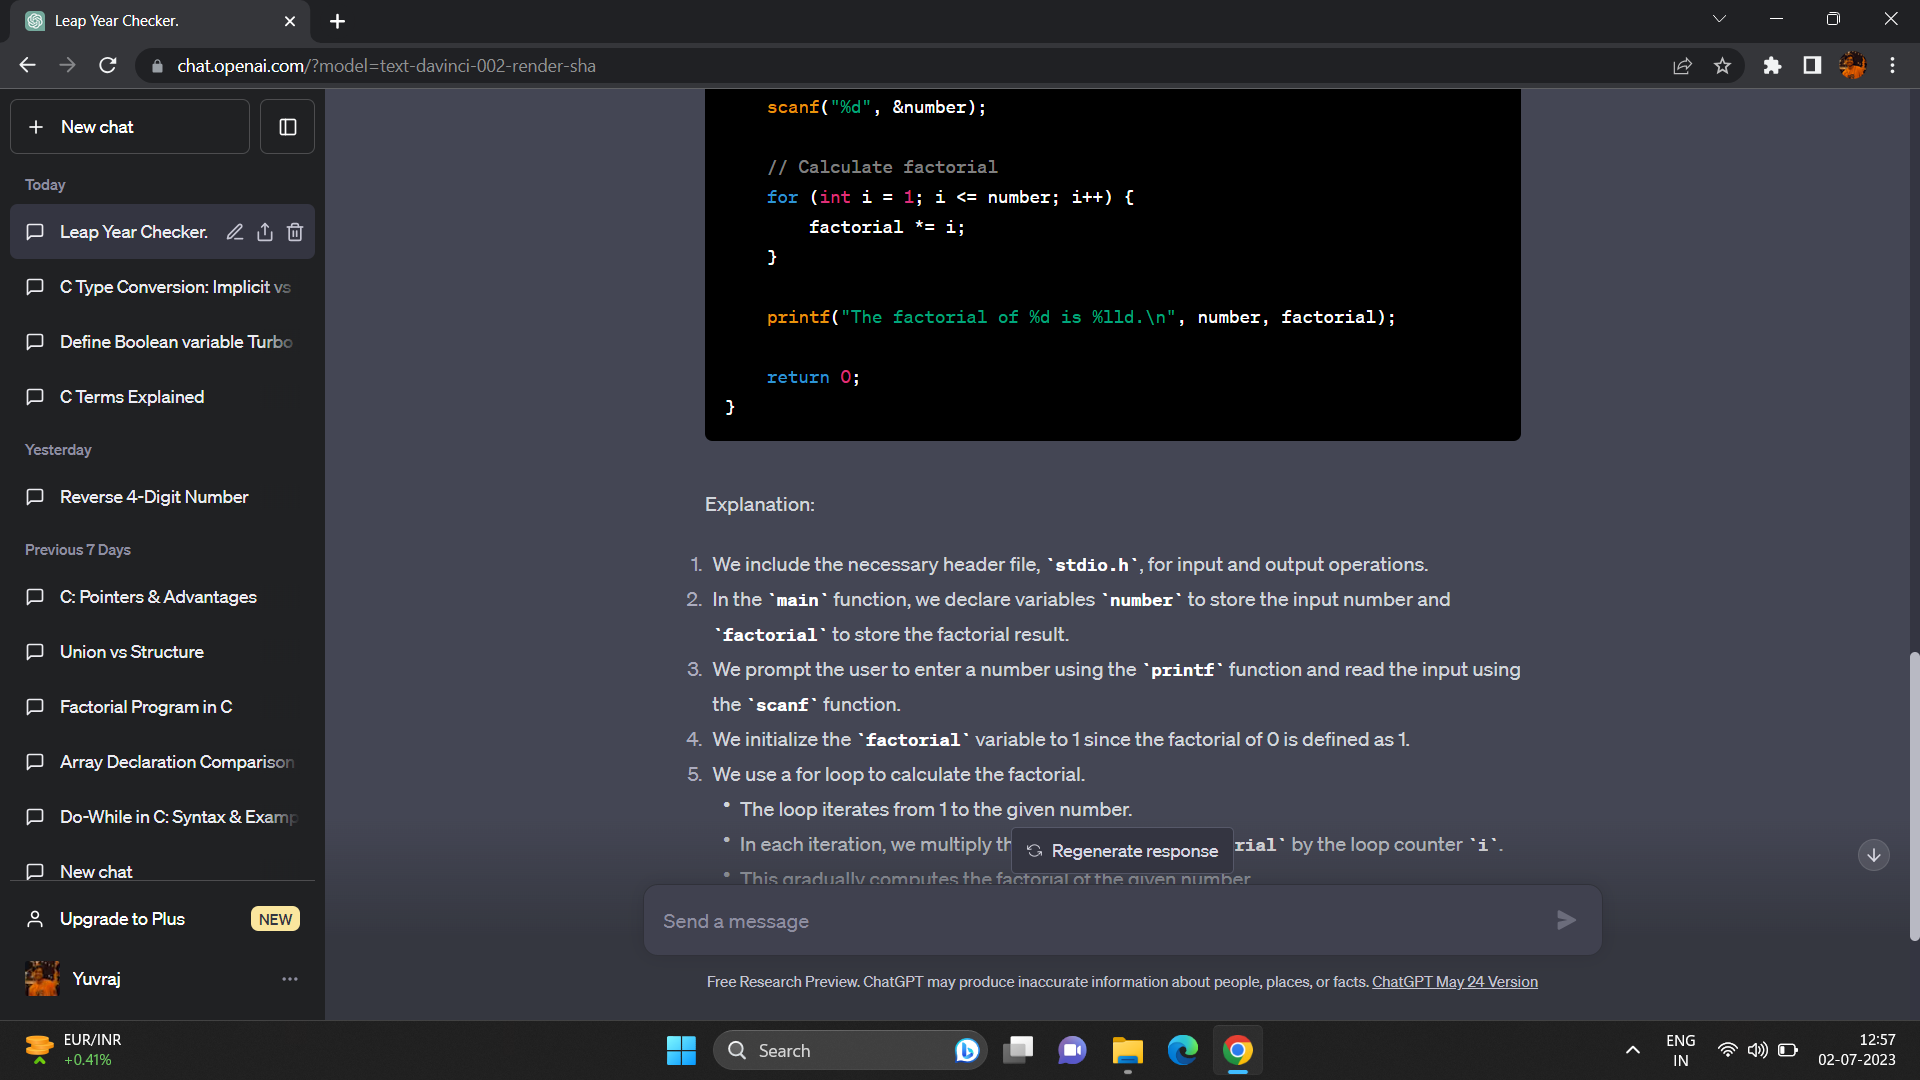 Leap Year Checker.
chat.openai.com/?model=text-davinci-002-render-sha
New chat
Today
Leap Year Checker.
C Type Conversion: Implicit vs
Define Boolean variable Turbo
C Terms Explained
Yesterday
Reverse 4-Digit Number
Previous 7 Days
C: Pointers & Advantages
Union vs Structure
Factorial Program in C
Array Declaration Comparison
Do-While in C: Syntax & Examp
New chat
Upgrade to Plus NEW
Yuvraj
scanf("%d", &number);
// Calculate factorial
for (int i = 1; i <= number; i++) {
factorial *= i;
}
printf("The factorial of %d is %lld.\n", number, factorial);
return 0;
}
Explanation:
1. We include the necessary header file, `stdio.h`, for input and output operations.
2. In the `main` function, we declare variables `number` to store the input number and
`factorial` to store the factorial result.
3. We prompt the user to enter a number using the `printf` function and read the input using
the `scanf` function.
4. We initialize the `factorial` variable to 1 since the factorial of 0 is defined as 1.
5. We use a for loop to calculate the factorial.
• The loop iterates from 1 to the given number.
• In each iteration, we multiply th rial` by the loop counter `i`.
Regenerate response
• This gradually computes the factorial of the given number
Send a message
Free Research Preview. ChatGPT may produce inaccurate information about people, places, or facts. ChatGPT May 24 Version
EUR/INR
+0.41%
Search
ENG
IN
12:57
02-07-2023